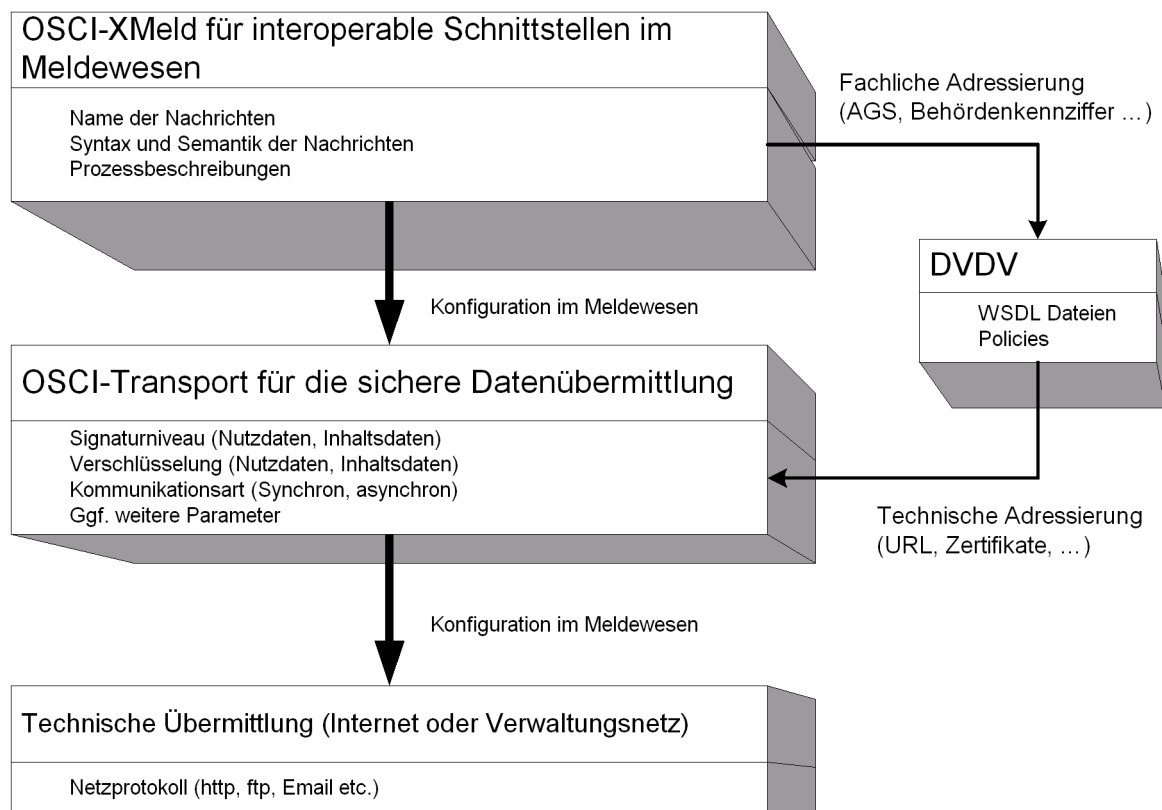 OSCI-XMeld für interoperable Schnittstellen im
Meldewesen
Name der Nachrichten
Syntax und Semantik der Nachrichten
Prozessbeschreibungen
Fachliche Adressierung
(AGS, Behördenkennziffer ...)
DVDV
WSDL Dateien
Policies
Konfiguration im Meldewesen
OSCI-Transport für die sichere Datenübermittlung
Signaturniveau (Nutzdaten, Inhaltsdaten)
Verschlüsselung (Nutzdaten, Inhaltsdaten)
Kommunikationsart (Synchron, asynchron)
Ggf. weitere Parameter
Technische Adressierung
(URL, Zertifikate, ...)
Konfiguration im Meldewesen
Technische Übermittlung (Internet oder Verwaltungsnetz)
Netzprotokoll (http, ftp, Email etc.)